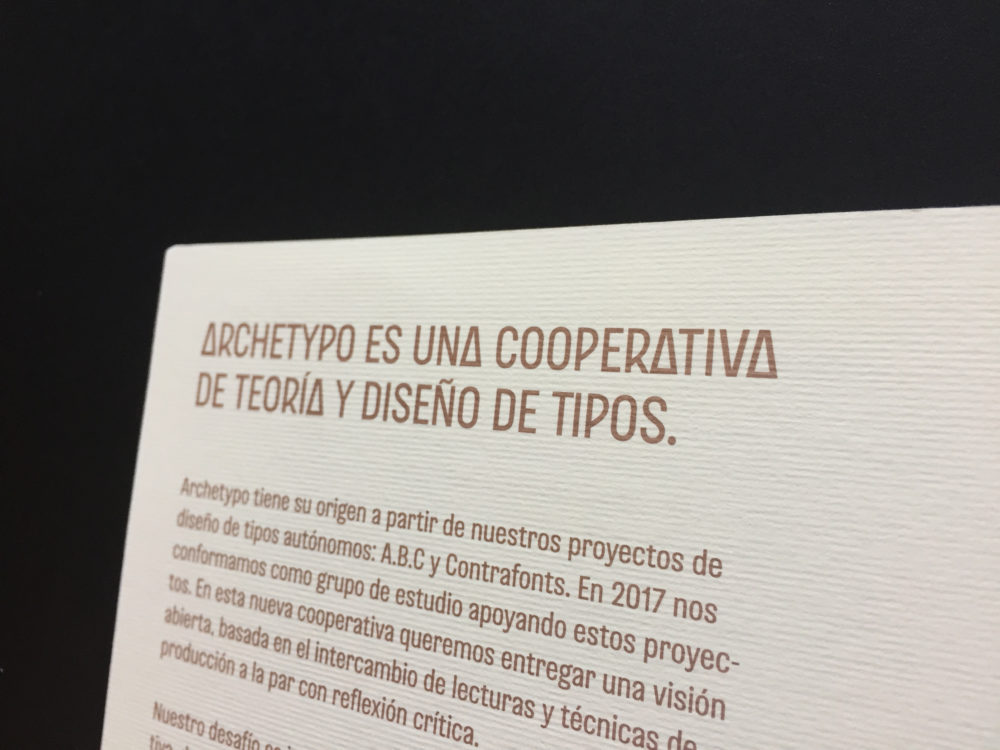 ARCHETYPO ES UNA COOPERATIVA
DE TEORÍA Y DISEÑO DE TIPOS.
Archetypo tiene su origen a partir de nuestros proyectos de
diseño de tipos autónomos: A.B.C y Contrafonts. En 2017 nos
conformamos como grupo de estudio apoyando estos proyec-
tos. En esta nueva cooperativa queremos entregar una visión
abierta, basada en el intercambio de lecturas y técnicas de
producción a la par con reflexión crítica.
Nuestro desafío